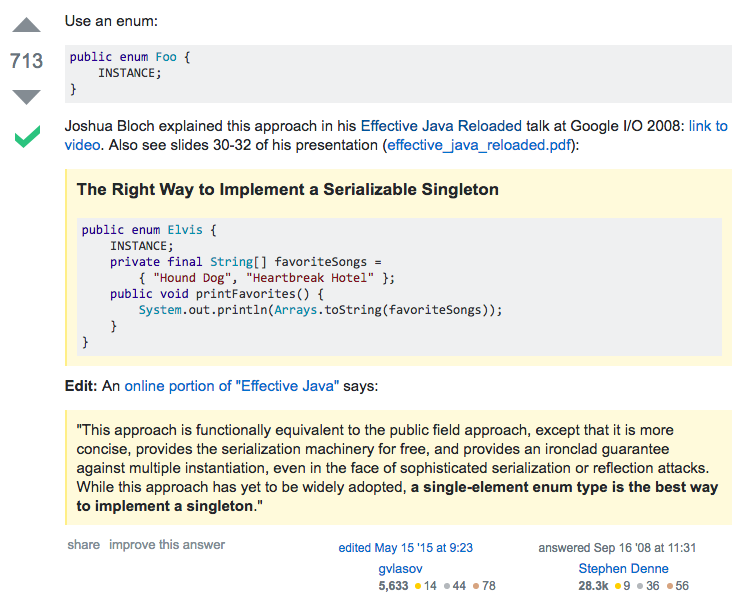 Use an enum:
713
public enum Foo {
    INSTANCE;
}
Joshua Bloch explained this approach in his Effective Java Reloaded talk at Google I/O 2008: link to
video. Also see slides 30-32 of his presentation (effective_java_reloaded.pdf):
The Right Way to Implement a Serializable Singleton
public enum Elvis {
    INSTANCE;
    private final String[] favoriteSongs =
        { "Hound Dog", "Heartbreak Hotel" };
    public void printFavorites() {
        System.out.println(Arrays.toString(favoriteSongs));
    }
}
Edit: An online portion of "Effective Java" says:
"This approach is functionally equivalent to the public field approach, except that it is more
concise, provides the serialization machinery for free, and provides an ironclad guarantee
against multiple instantiation, even in the face of sophisticated serialization or reflection attacks.
While this approach has yet to be widely adopted, a single-element enum type is the best way
to implement a singleton."
share improve this answer
edited May 15 '15 at 9:23
gvlasov
5,633 14 44 78
answered Sep 16 '08 at 11:31
Stephen Denne
28.3k 9 36 56